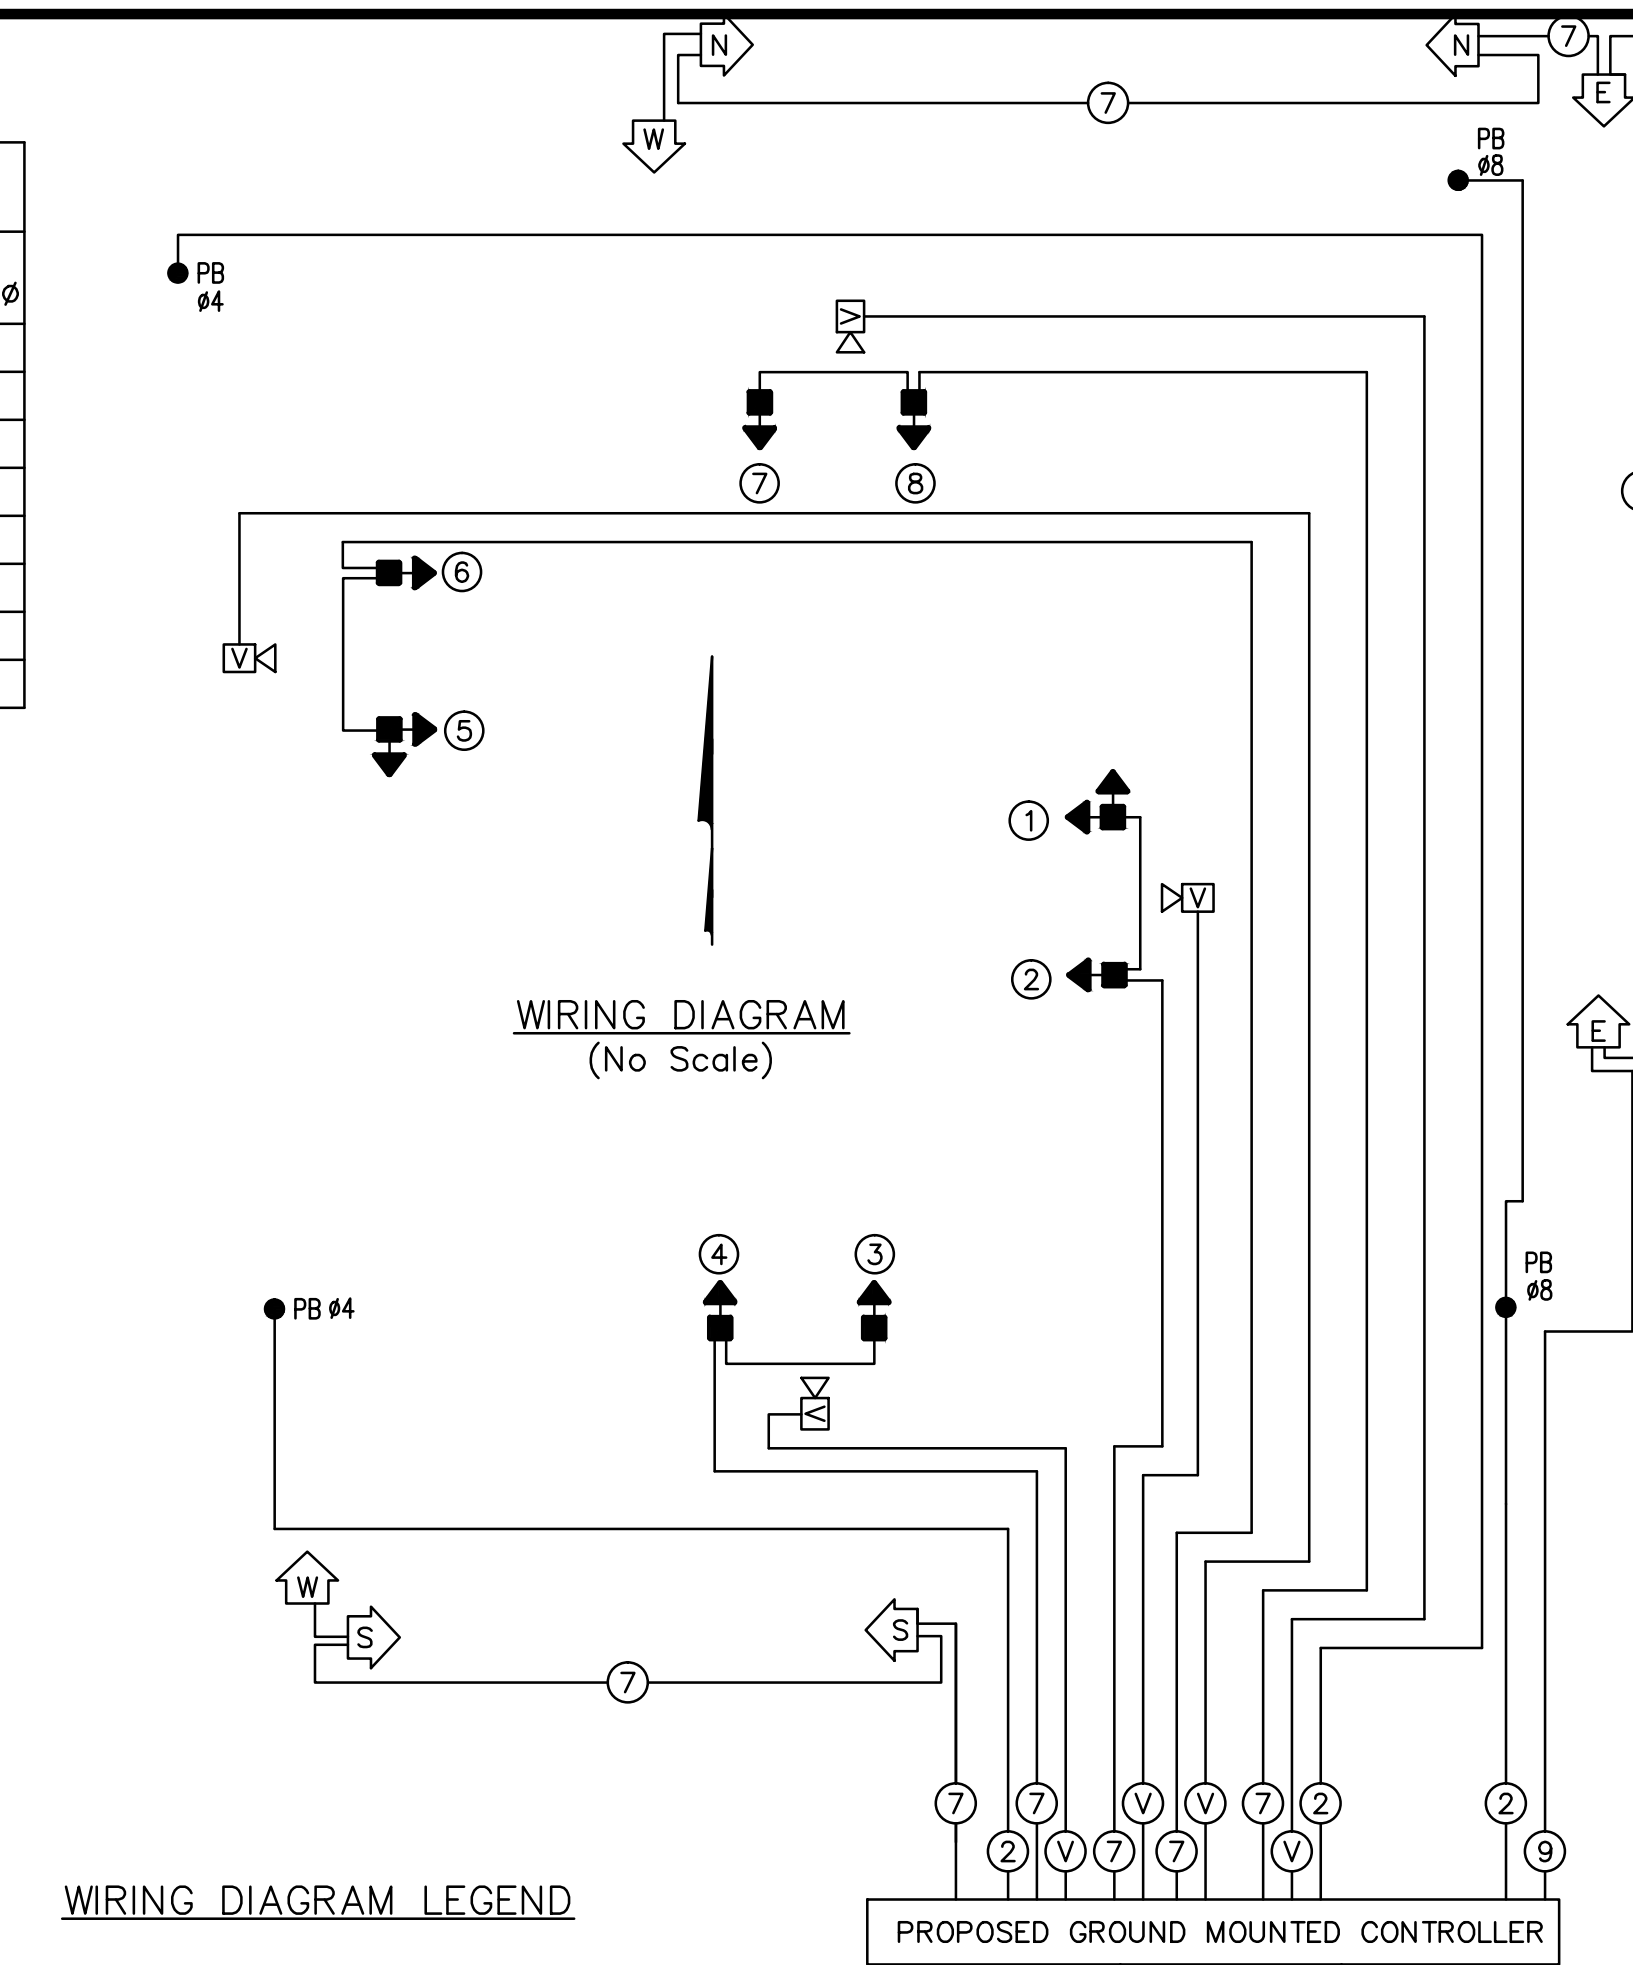 N
N
7
E
7
W
PB
ø8
PB
ø4
ø
V
7
8
6
V
5
1
V
2
WIRING DIAGRAM
(No Scale)
E
4
3
PB
ø8
PB ø4
V
W
S
S
7
7
7
V
V
7
2
2
2
V
7
7
V
9
WIRING DIAGRAM LEGEND
PROPOSED GROUND MOUNTED CONTROLLER